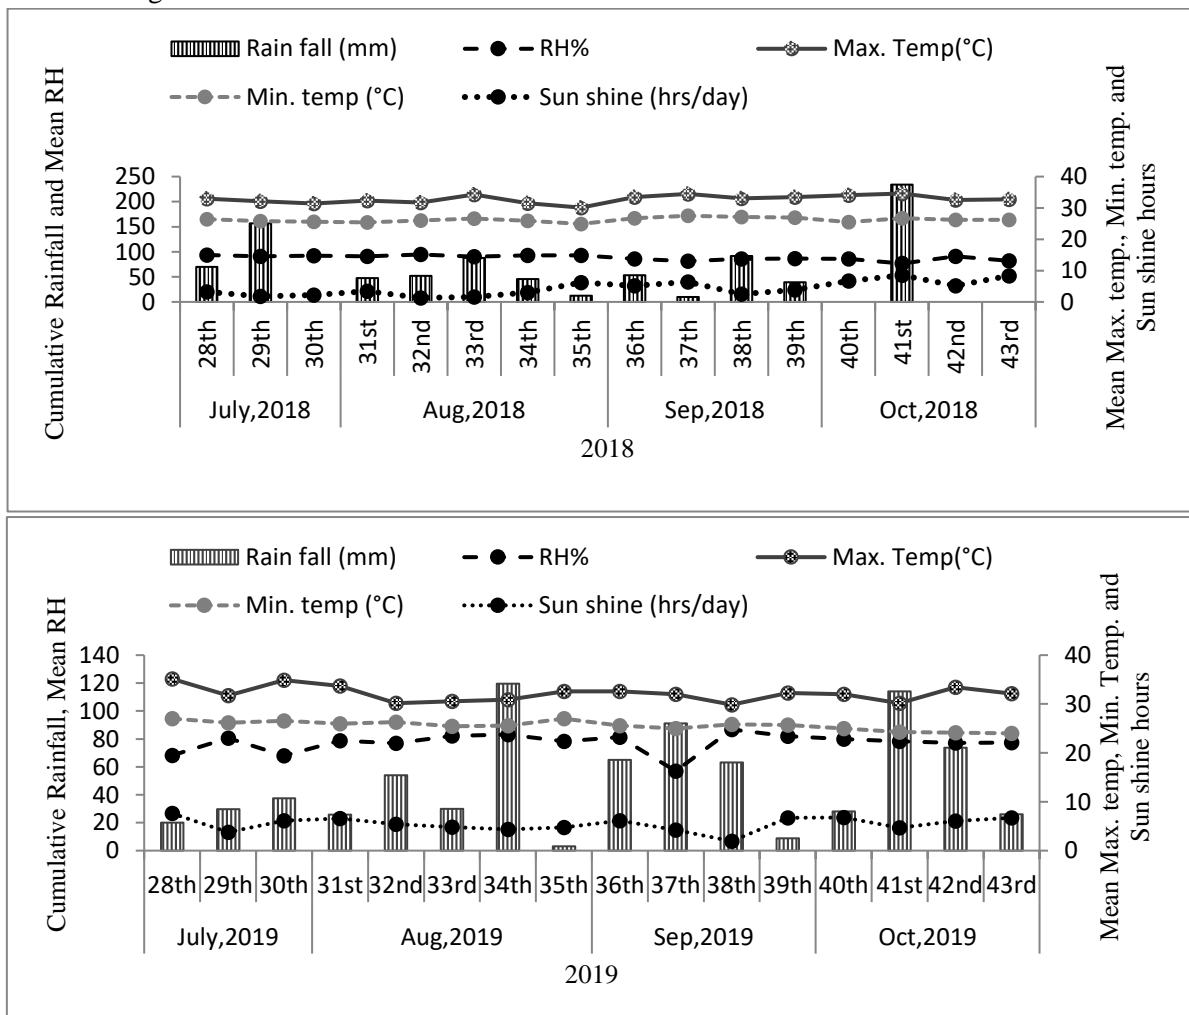 Rain fall (mm) RH% Max. Temp(°C)
Min. temp (°C) Sun shine (hrs/day)
Cumulative Rainfall and Mean RH
250
200
150
100
50
0
40
30
20
10
0
Mean Max. temp., Min. temp. and
Sun shine hours
28th 29th 30th 31st 32nd 33rd 34th 35th 36th 37th 38th 39th 40th 41st 42nd 43rd
July,2018 Aug,2018 Sep,2018 Oct,2018
2018
Rain fall (mm) RH% Max. Temp(°C)
Min. temp (°C) Sun shine (hrs/day)
Cumulative Rainfall, Mean RH
140
120
100
80
60
40
20
0
40
30
20
10
0
Mean Max. temp, Min. Temp. and
Sun shine hours
28th 29th 30th 31st 32nd 33rd 34th 35th 36th 37th 38th 39th 40th 41st 42nd 43rd
July,2019 Aug,2019 Sep,2019 Oct,2019
2019